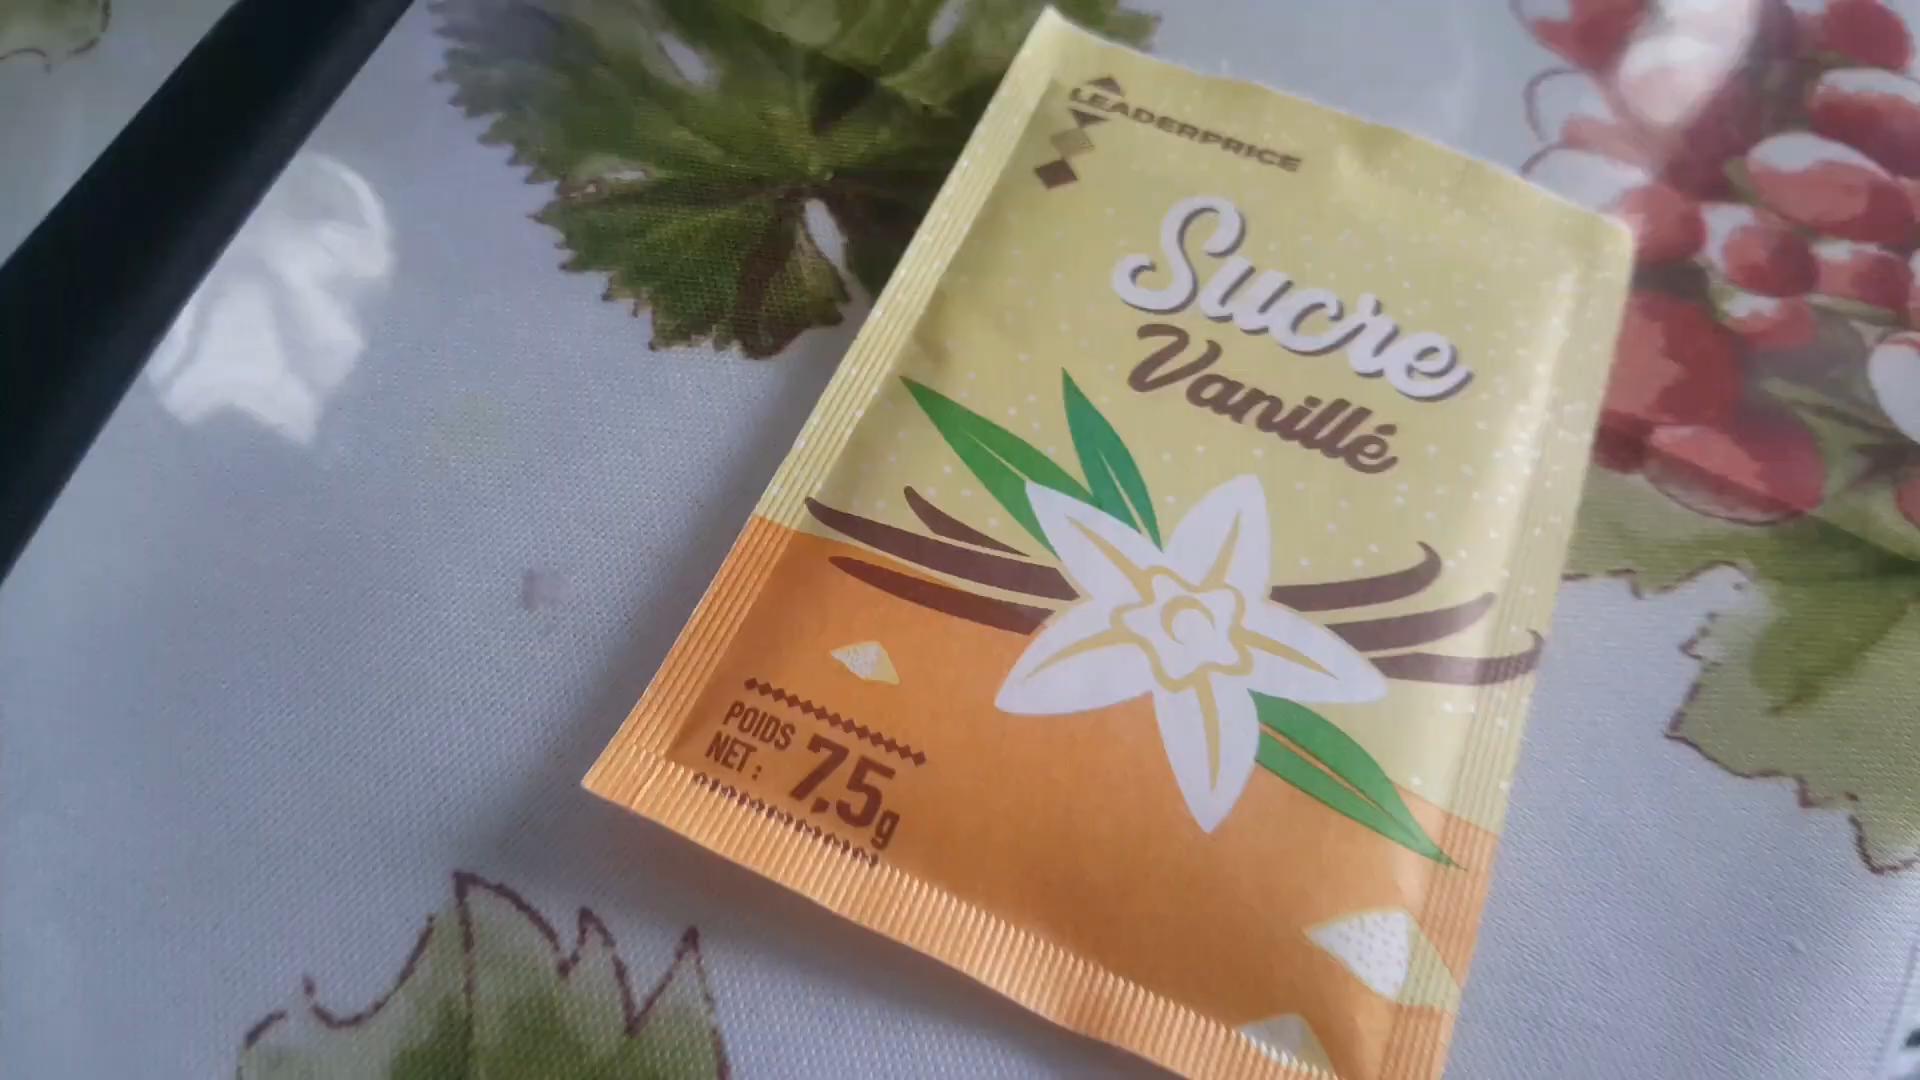 LEADERPRICE
Sucre
Vanillé
POIDS
NET : 7,5g